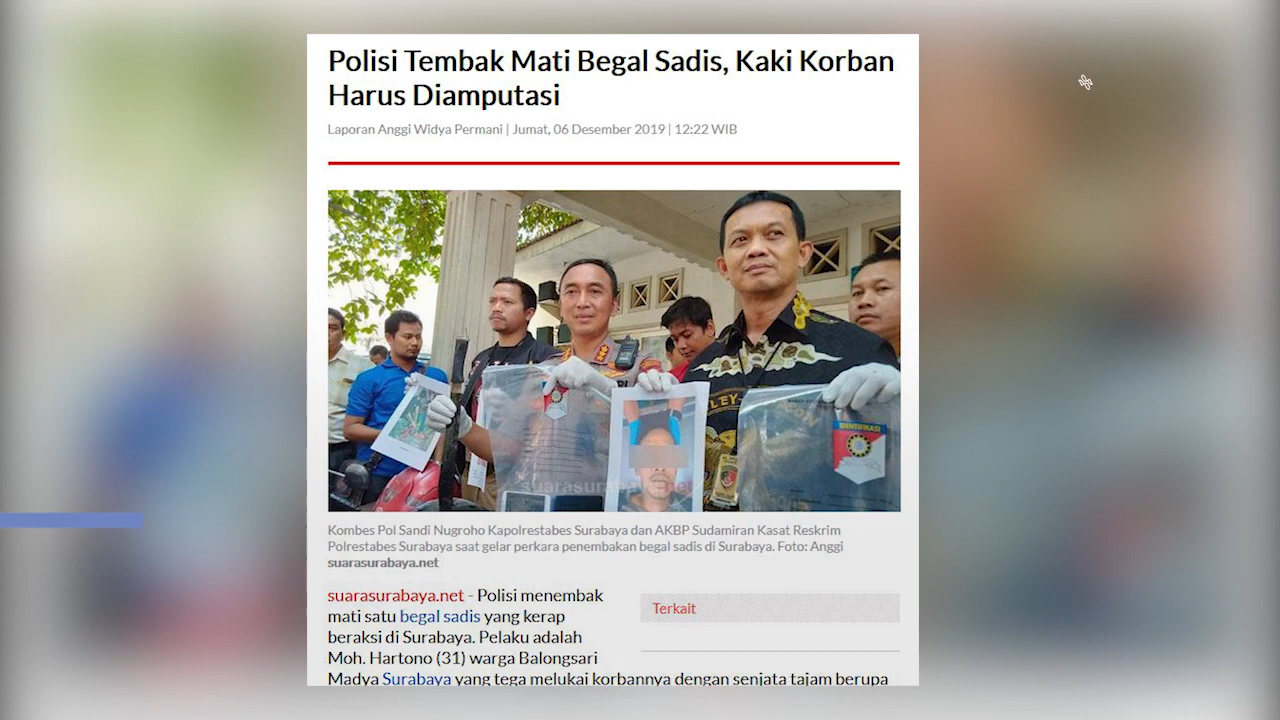 Polisi Tembak Mati Begal Sadis, Kaki Korban
Harus Diamputasi
Laporan Anggi Widya Permani | Jumat, 06 Desember 2019 | 12:22 WIB
IDENTIFIKASI
suarasurabaya.net
Kombes Pol Sandi Nugroho Kapolrestabes Surabaya dan AKBP Sudamiran Kasat Reskrim
Polrestabes Surabaya saat gelar perkara penembakan begal sadis di Surabaya. Foto: Anggi
suarasurabaya.net
suarasurabaya.net - Polisi menembak
mati satu begal sadis yang kerap
beraksi di Surabaya. Pelaku adalah
Moh. Hartono (31) warga Balongsari
Madya Surabaya yang tega melukai korbannya dengan senjata tajam berupa
Terkait